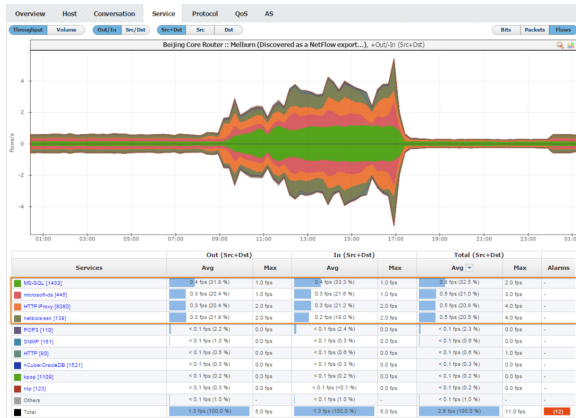 Overview Host Conversation Service Protocol QoS AS
Throughput Volume Out/In Src/Dst Src+Dst Src Dst Bits Packets Flows
Beijing Core Router :: Melburn (Discovered as a NetFlow export...), +Out/-In (Src+Dst)
4
2
0
-2
-4
Flows/s
01:00 03:00 05:00 07:00 09:00 11:00 13:00 15:00 17:00 19:00 21:00 23:00 01:0
Out (Src+Dst) In (Src+Dst) Total (Src+Dst)
Services Avg Max Avg Max Avg Max Alarms
MS-SQL [1433] 0.4 fps (31.8 %) 1.0 fps 0.4 fps (33.3 %) 1.0 fps (32.5 %) 2.0 fps -
microsoft-ds [445] 0.3 fps (20.4 %) 1.0 fps 0.3 fps (21.6 %) 1.0 fps 0.5 fps (21.0 %) 3.0 fps -
HTTP-Proxy [8080] 0.3 fps (20.4 %) 2.0 fps 0.3 fps (21.2 %) 2.0 fps 0.5 fps (20.8 %) 4.0 fps -
netbios-ssn [139] 0.3 fps (21.9 %) 2.0 fps 0.2 fps (19.0 %) 2.0 fps 0.5 fps (20.5 %) 4.0 fps -
POP3 [110] < 0.1 fps (2.2 %) 0.0 fps < 0.1 fps (2.4 %) 0.0 fps < 0.1 fps (2.3 %) 0.0 fps -
SNMP [161] < 0.1 fps (1.0 %) 0.0 fps < 0.1 fps (0.6 %) 0.0 fps < 0.1 fps (0.8 %) 0.0 fps -
HTTP [80] < 0.1 fps (0.5 %) 0.0 fps < 0.1 fps (0.6 %) 0.0 fps < 0.1 fps (0.6 %) 1.0 fps -
nCube/OracleDB [1521] < 0.1 fps (0.3 %) 0.0 fps < 0.1 fps (0.2 %) 0.0 fps < 0.1 fps (0.3 %) 0.0 fps -
kpop [1109] < 0.1 fps (0.2 %) 0.0 fps < 0.1 fps (0.2 %) 0.0 fps < 0.1 fps (0.2 %) 0.0 fps -
ntp [123] < 0.1 fps (0.3 %) 0.0 fps < 0.1 fps (<0.1 %) 0.0 fps < 0.1 fps (0.2 %) 0.0 fps -
Others < 0.1 fps (1.0 %) - < 0.1 fps (0.9 %) - < 0.1 fps (1.0 %) - -
Total 1.3 fps (100.0 %) 5.0 fps 1.3 fps (100.0 %) 5.0 fps 2.6 fps (100.0 %) 11.0 fps (12)